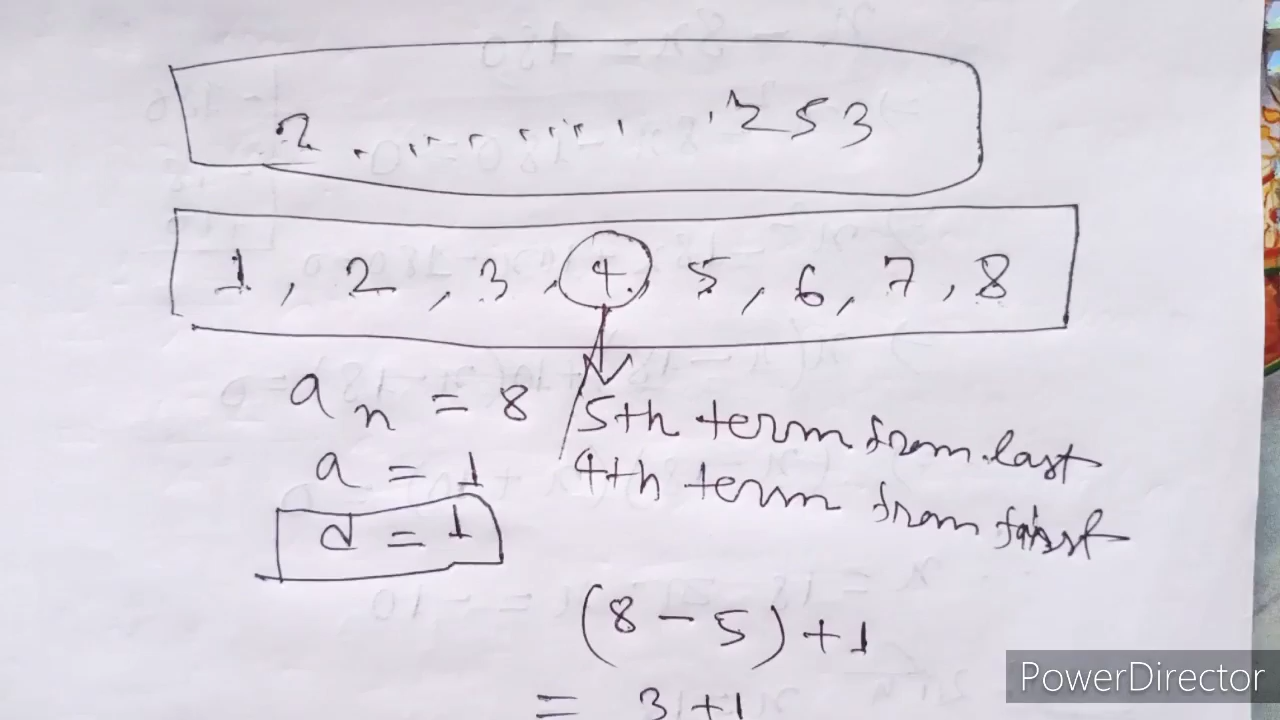 2 ............ 253
1, 2, 3, 4, 5, 6, 7, 8
an = 8
5th term from last
a = 1
4th term from first
d = 1
(8 - 5) + 1
= 3 + 1
PowerDirector